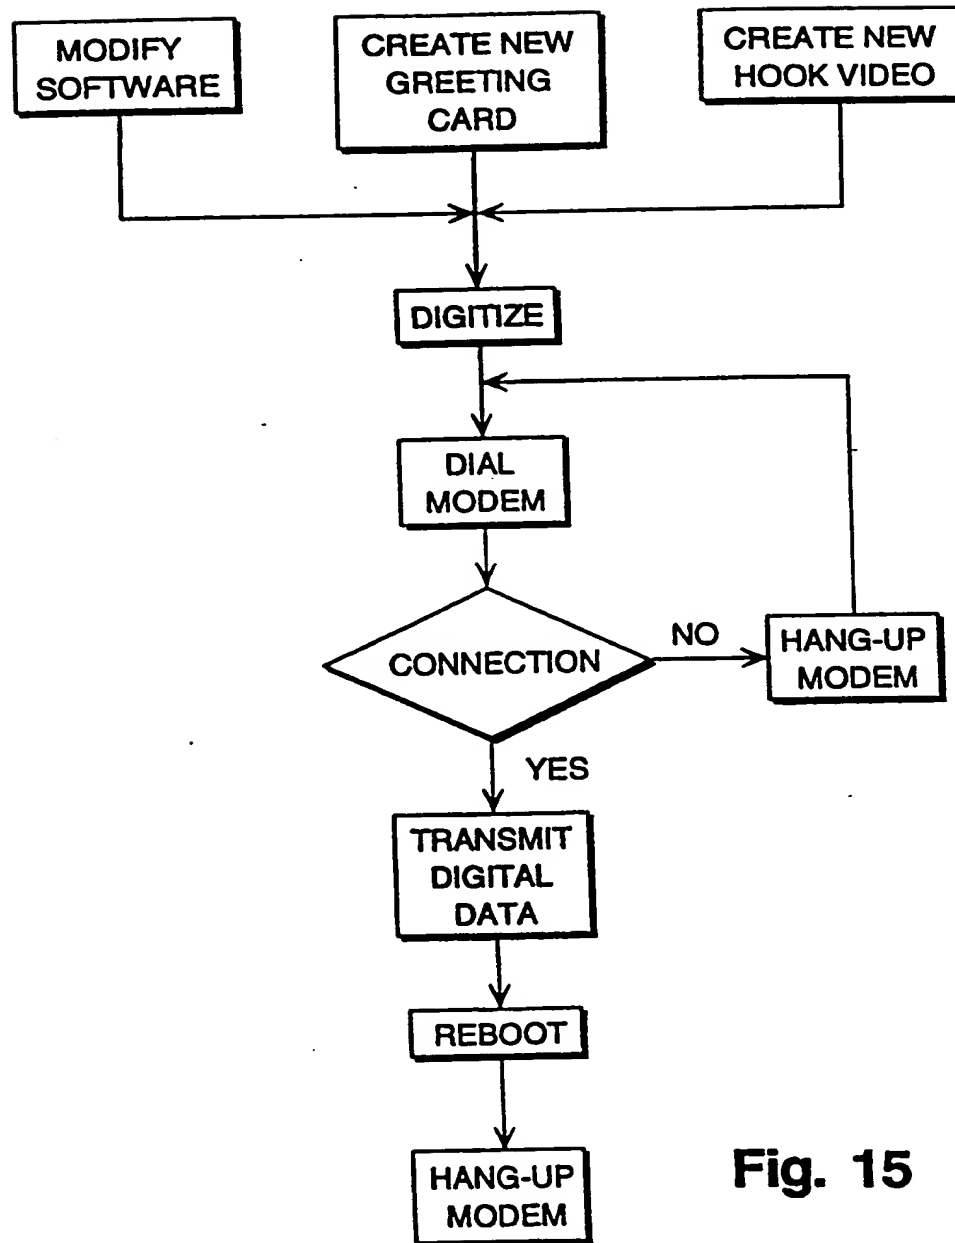 MODIFY
SOFTWARE
CREATE NEW
GREETING
CARD
CREATE NEW
HOOK VIDEO
DIGITIZE
DIAL
MODEM
CONNECTION
NO
HANG-UP
MODEM
YES
TRANSMIT
DIGITAL
DATA
REBOOT
HANG-UP
MODEM
Fig. 15